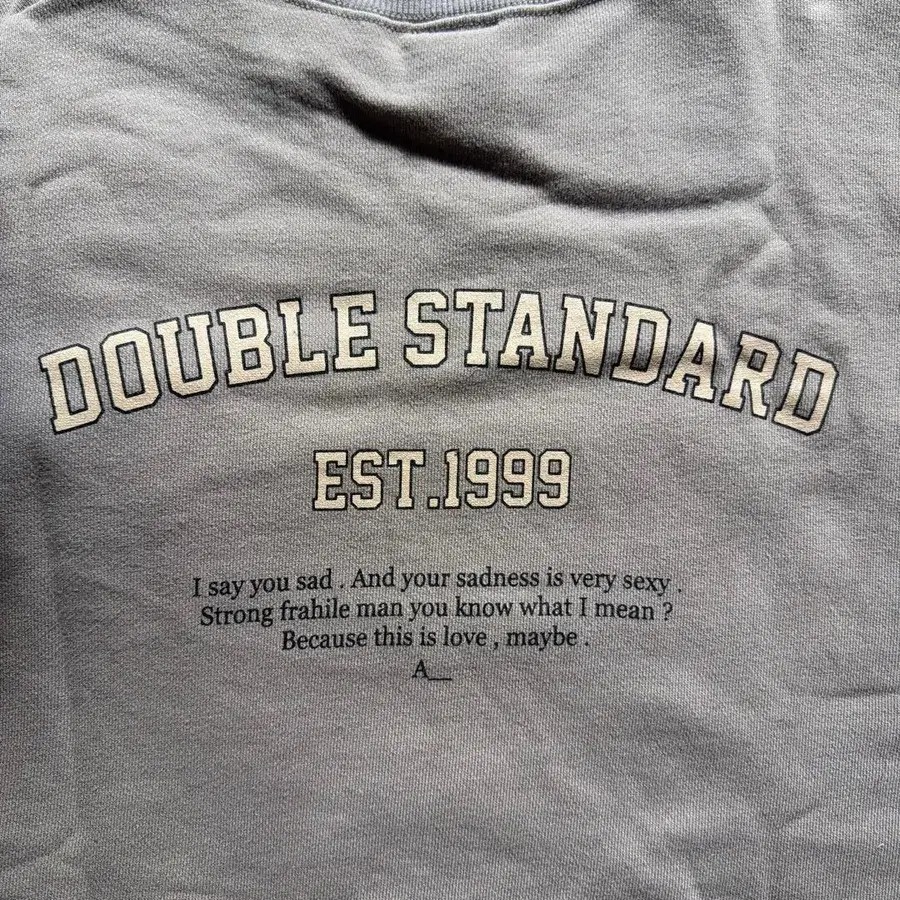 DOUBLE STANDARD
EST.1999
I say you sad . And your sadness is very sexy .
Strong frahile man you know what I mean ?
Because this is love , maybe .
A__